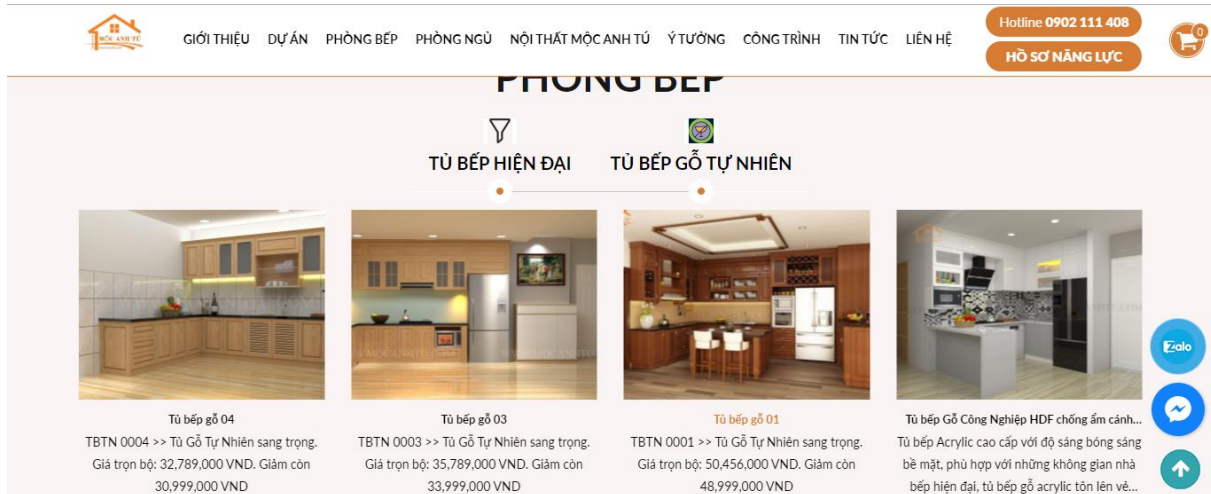 MỘC ANH TÚ
GIỚI THIỆU DỰ ÁN PHÒNG BẾP PHÒNG NGỦ NỘI THẤT MỘC ANH TÚ Ý TƯỞNG CÔNG TRÌNH TIN TỨC LIÊN HỆ
Hotline 0902 111 408
HỒ SƠ NĂNG LỰC
0
PHÒNG BẾP
TỦ BẾP HIỆN ĐẠI TỦ BẾP GỖ TỰ NHIÊN
Tủ bếp gỗ 04
TBTN 0004 >> Tủ Gỗ Tự Nhiên sang trọng.
Giá trọn bộ: 32,789,000 VND. Giảm còn
30,999,000 VND
Tủ bếp gỗ 03
TBTN 0003 >> Tủ Gỗ Tự Nhiên sang trọng.
Giá trọn bộ: 35,789,000 VND. Giảm còn
33,999,000 VND
Tủ bếp gỗ 01
TBTN 0001 >> Tủ Gỗ Tự Nhiên sang trọng.
Giá trọn bộ: 50,456,000 VND. Giảm còn
48,999,000 VND
Tủ bếp Gỗ Công Nghiệp HDF chống ẩm cánh...
Tủ bếp Acrylic cao cấp với độ sáng bóng sáng
bề mặt, phù hợp với những không gian nhà
bếp hiện đại, tủ bếp gỗ acrylic tôn lên vẻ...
Zalo